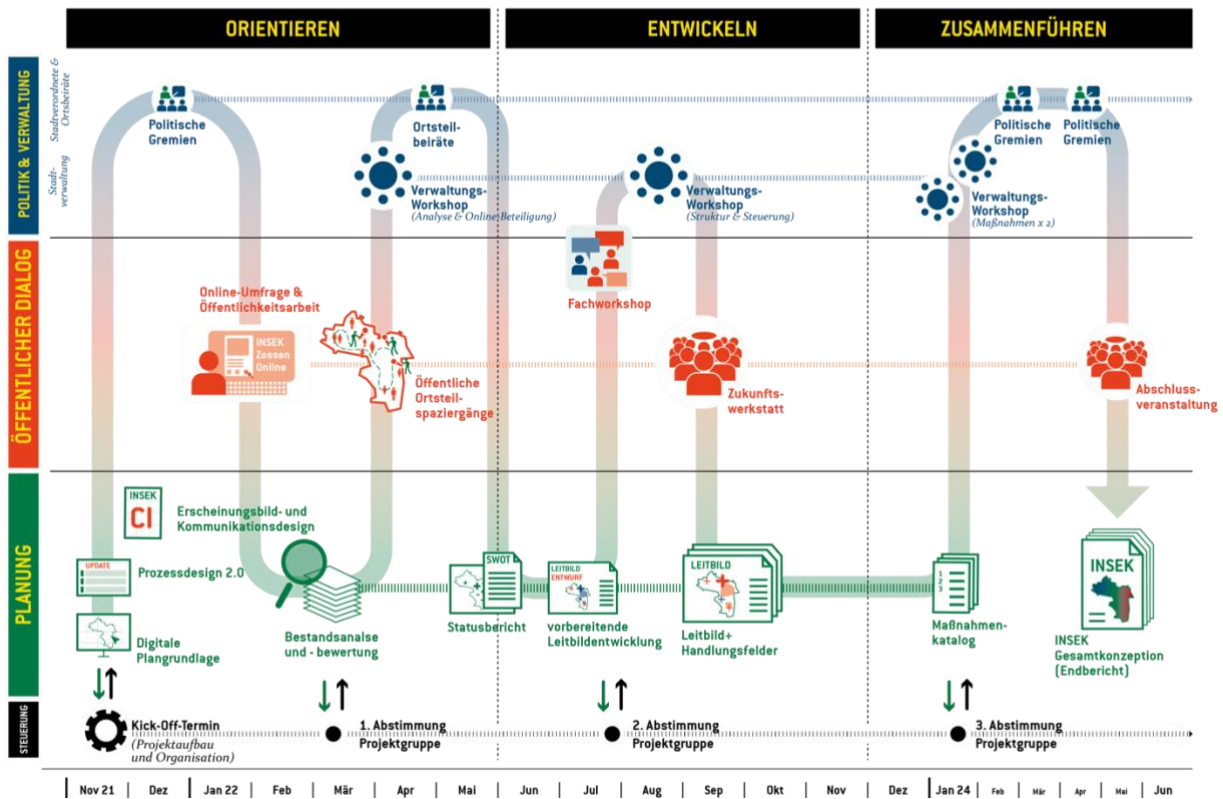 ORIENTIEREN
ENTWICKELN
ZUSAMMENFÜHREN
POLITIK & VERWALTUNG
Stadtverordnete &
Ortsbeiräte
Stadt-
verwaltung
Politische
Gremien
Ortsteil-
beiräte
Politische
Gremien
Politische
Gremien
Verwaltungs-
Workshop
(Analyse & Online-Beteiligung)
Verwaltungs-
Workshop
(Struktur & Steuerung)
Verwaltungs-
Workshop
(Maßnahmen x 2)
ÖFFENTLICHER DIALOG
Fachworkshop
Online-Umfrage &
Öffentlichkeitsarbeit
INSEK
Zossen
Online
Öffentliche
Ortsteil-
spaziergänge
Zukunfts-
werkstatt
Abschluss-
veranstaltung
PLANUNG
INSEK
CI
Erscheinungsbild- und
Kommunikationsdesign
UPDATE
Prozessdesign 2.0
Digitale
Plangrundlage
Bestandsanalse
und - bewertung
SWOT
Statusbericht
LEITBILD
ENTWURF
vorbereitende
Leitbildentwicklung
LEITBILD
Leitbild+
Handlungsfelder
1
2
3
Maßnahmen-
katalog
INSEK
INSEK
Gesamtkonzeption
(Endbericht)
STEUERUNG
Kick-Off-Termin
(Projektaufbau
und Organisation)
1. Abstimmung
Projektgruppe
2. Abstimmung
Projektgruppe
3. Abstimmung
Projektgruppe
Nov 21 Dez Jan 22 Feb Mär Apr Mai Jun Jul Aug Sep Okt Nov Dez Jan 24 Feb Mär Apr Mai Jun